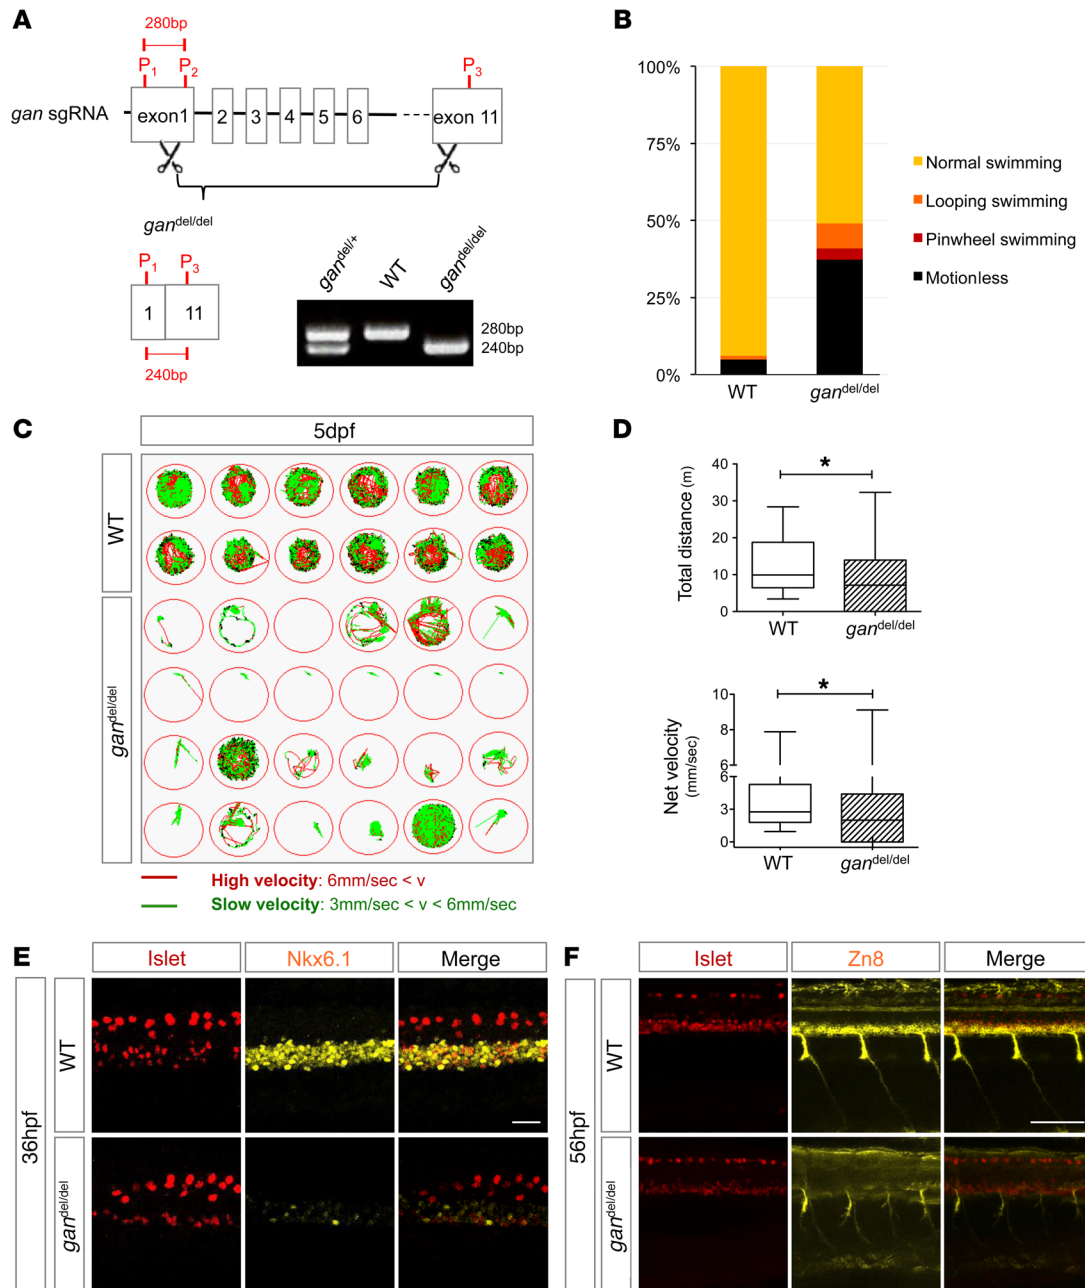 A
280bp
P1 P2 P3
gan sgRNA exon1 2 3 4 5 6 exon 11
gandel/del
P1 P3
1 11
240bp
gandel/+ WT gandel/del
280bp
240bp
B
100%
75%
50%
25%
0%
WT gandel/del
Normal swimming
Looping swimming
Pinwheel swimming
Motionless
C
5dpf
WT
gandel/del
High velocity: 6mm/sec < v
Slow velocity: 3mm/sec < v < 6mm/sec
D
Total distance (m)
40
30
20
10
0
*
WT gandel/del
Net velocity
(mm/sec)
10
8
6
6
3
0
*
WT gandel/del
E
Islet Nkx6.1 Merge
36hpf
WT
gandel/del
F
Islet Zn8 Merge
56hpf
WT
gandel/del